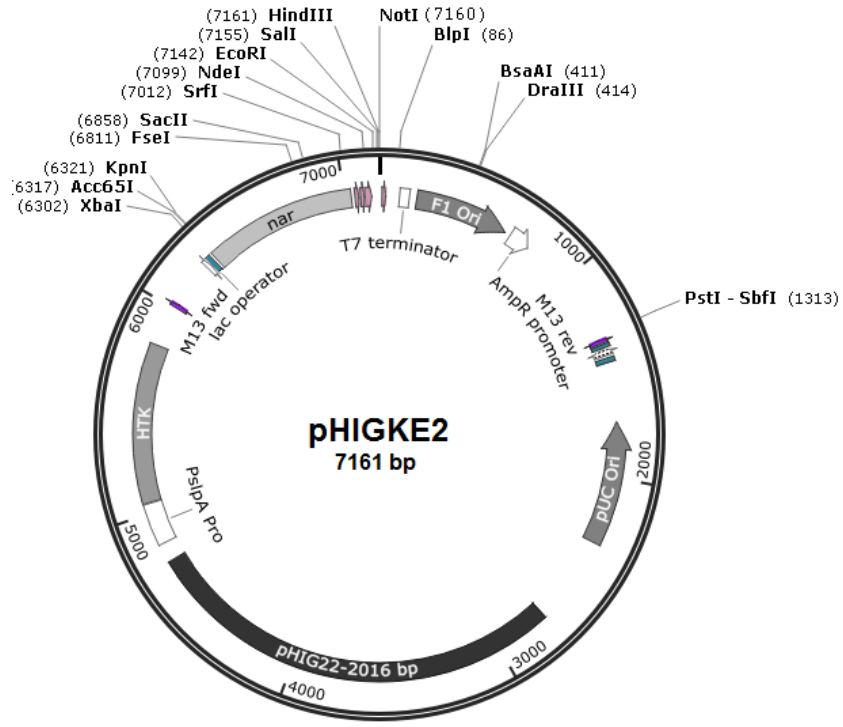 (7161) HindIII
(7155) SalI
(7142) EcoRI
(7099) NdeI
(7012) SrfI
(6858) SacII
(6811) FseI
(6321) KpnI
(6317) Acc65I
(6302) XbaI
NotI (7160)
BlpI (86)
BsaAI (411)
DraIII (414)
PstI - SbfI (1313)
7000
1000
2000
3000
4000
5000
6000
nar
F1 Ori
T7 terminator
AmpR promoter
M13 rev
M13 fwd
lac operator
HTK
PslpA Pro
pUC Ori
pHIG22-2016 bp
pHIGKE2
7161 bp